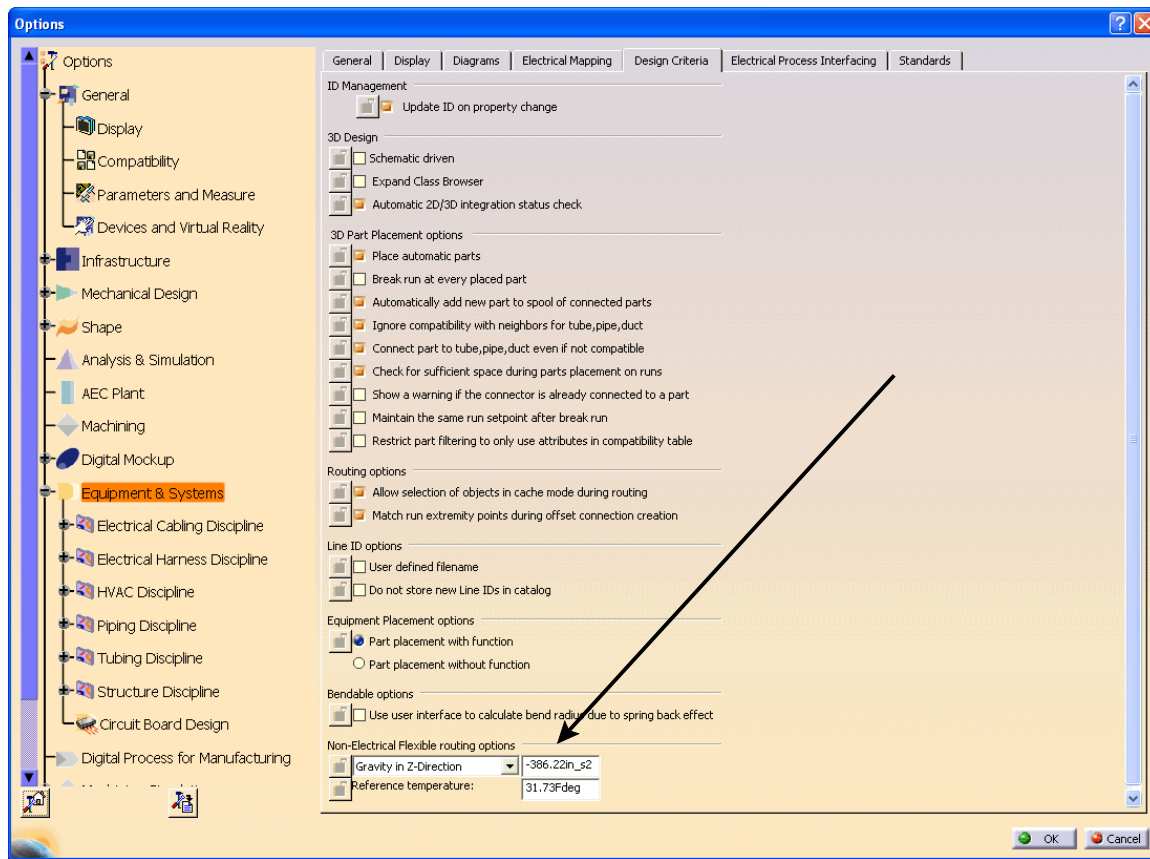 Options
Options
General
Display
Compatibility
Parameters and Measure
Devices and Virtual Reality
Infrastructure
Mechanical Design
Shape
Analysis & Simulation
AEC Plant
Machining
Digital Mockup
Equipment & Systems
Electrical Cabling Discipline
Electrical Harness Discipline
HVAC Discipline
Piping Discipline
Tubing Discipline
Structure Discipline
Circuit Board Design
Digital Process for Manufacturing
General Display Diagrams Electrical Mapping Design Criteria Electrical Process Interfacing Standards
ID Management
Update ID on property change
3D Design
Schematic driven
Expand Class Browser
Automatic 2D/3D integration status check
3D Part Placement options
Place automatic parts
Break run at every placed part
Automatically add new part to spool of connected parts
Ignore compatibility with neighbors for tube,pipe,duct
Connect part to tube,pipe,duct even if not compatible
Check for sufficient space during parts placement on runs
Show a warning if the connector is already connected to a part
Maintain the same run setpoint after break run
Restrict part filtering to only use attributes in compatibility table
Routing options
Allow selection of objects in cache mode during routing
Match run extremity points during offset connection creation
Line ID options
User defined filename
Do not store new Line IDs in catalog
Equipment Placement options
Part placement with function
Part placement without function
Bendable options
Use user interface to calculate bend radius due to spring back effect
Non-Electrical Flexible routing options
Gravity in Z-Direction -386.22in_s2
Reference temperature: 31.73Fdeg
OK Cancel